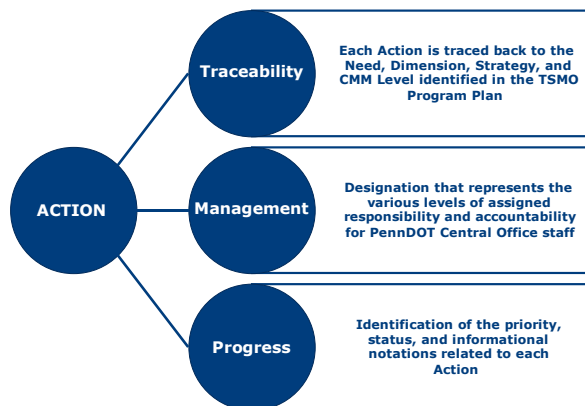 Traceability
Each Action is traced back to the
Need, Dimension, Strategy, and
CMM Level identified in the TSMO
Program Plan
ACTION
Management
Designation that represents the
various levels of assigned
responsibility and accountability
for PennDOT Central Office staff
Progress
Identification of the priority,
status, and informational
notations related to each
Action